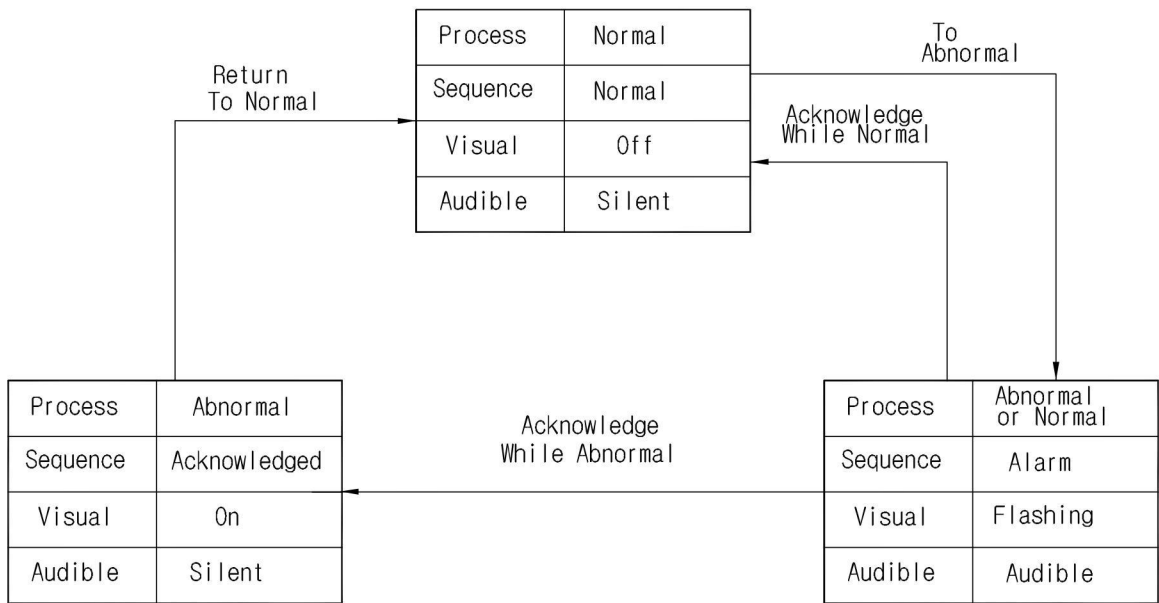 Process Normal
Sequence Normal
Visual Off
Audible Silent
To
Abnormal
Return
To Normal
Acknowledge
While Normal
Process Abnormal
Sequence Acknowledged
Visual On
Audible Silent
Acknowledge
While Abnormal
Process Abnormal
or Normal
Sequence Alarm
Visual Flashing
Audible Audible